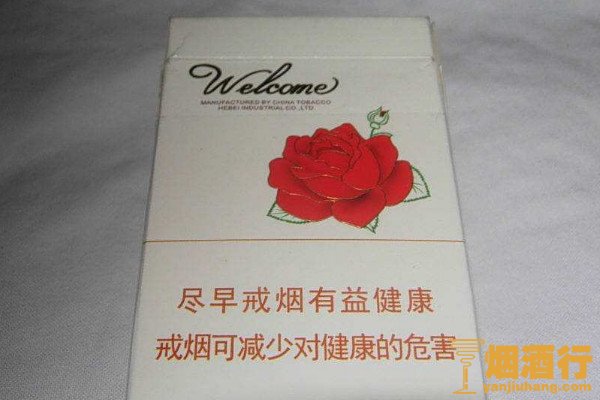 Welcome
MANUFACTURED BY CHINA TOBACCO
HEBEI INDUSTRIAL CO.,LTD
尽早戒烟有益健康
戒烟可减少对健康的危害
烟酒行
yanjiuhang.com